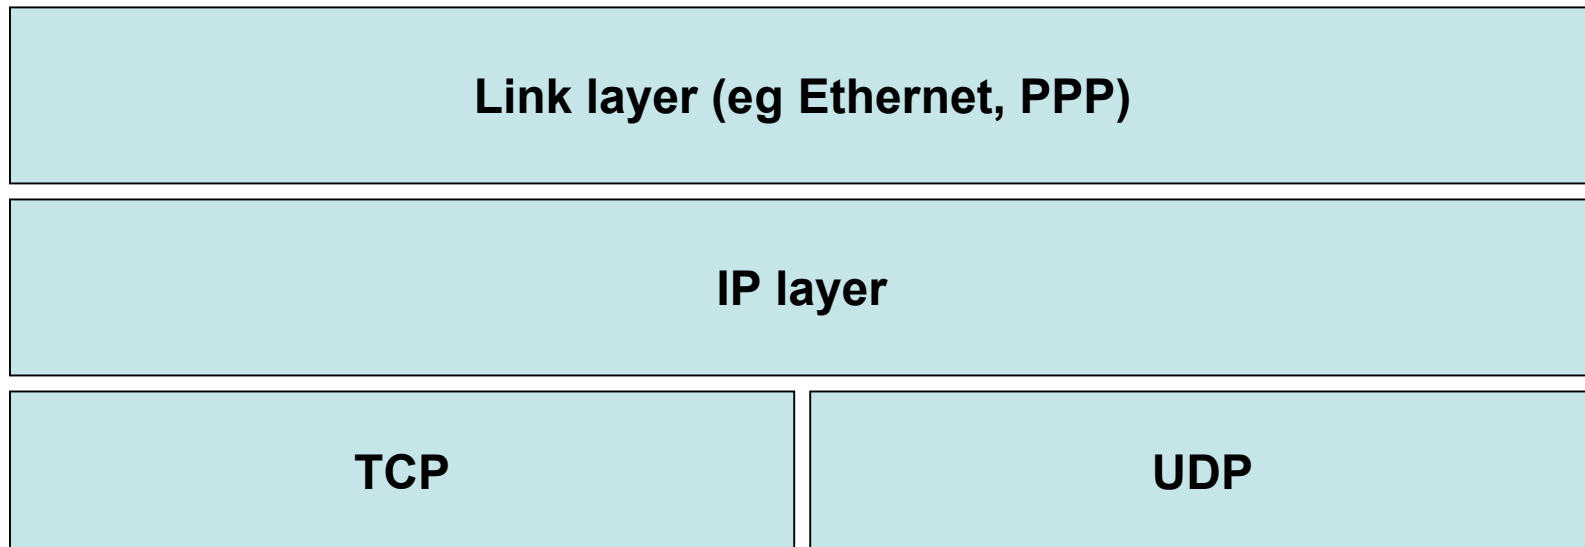 Link layer (eg Ethernet, PPP)
IP layer
TCP
UDP